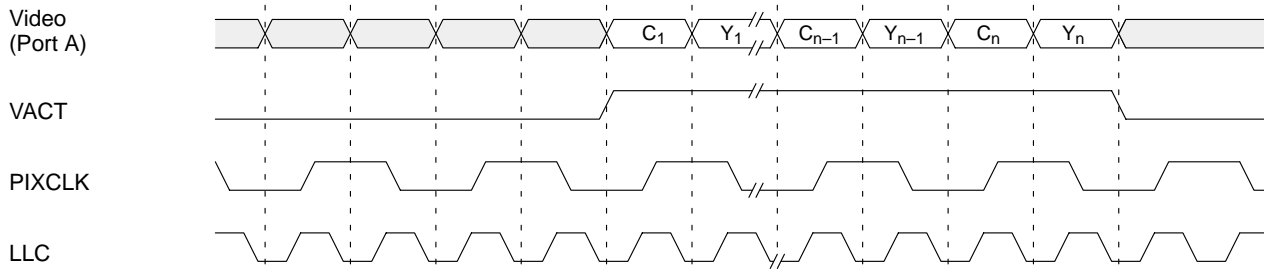 Video
(Port A)
C1 Y1 Cn–1 Yn–1 Cn Yn
VACT
PIXCLK
LLC